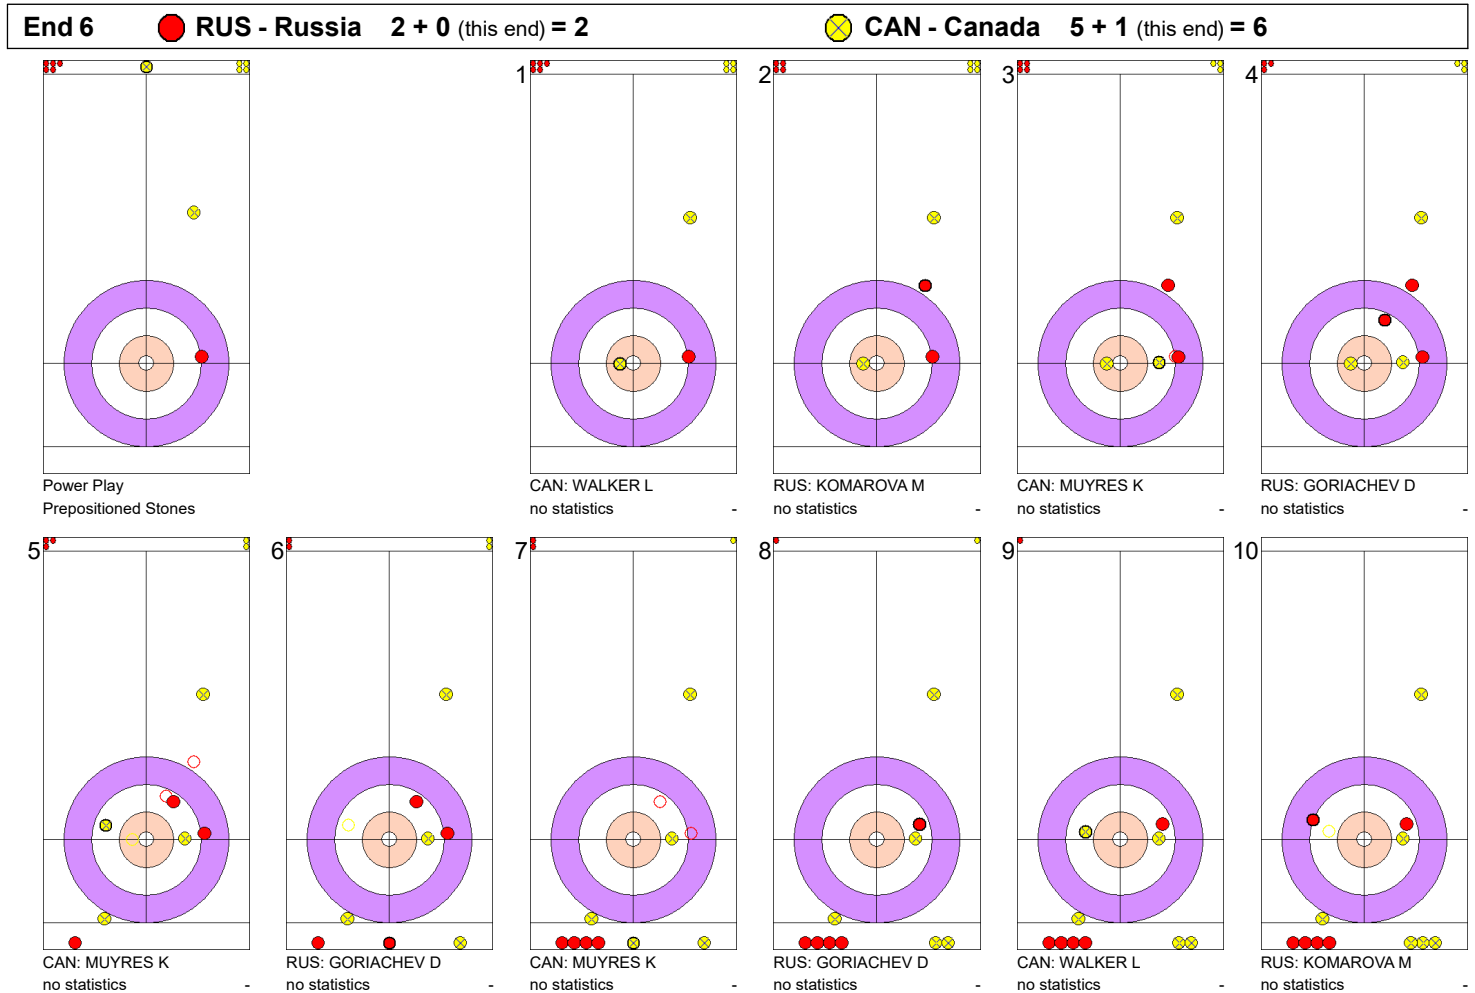 End 6 RUS - Russia 2 + 0 (this end) = 2 CAN - Canada 5 + 1 (this end) = 6
1 2 3 4
Power Play CAN: WALKER L RUS: KOMAROVA M CAN: MUYRES K RUS: GORIACHEV D
Prepositioned Stones no statistics - no statistics - no statistics - no statistics -
5 6 7 8 9 10
CAN: MUYRES K RUS: GORIACHEV D CAN: MUYRES K RUS: GORIACHEV D CAN: WALKER L RUS: KOMAROVA M
no statistics - no statistics - no statistics - no statistics - no statistics - no statistics -